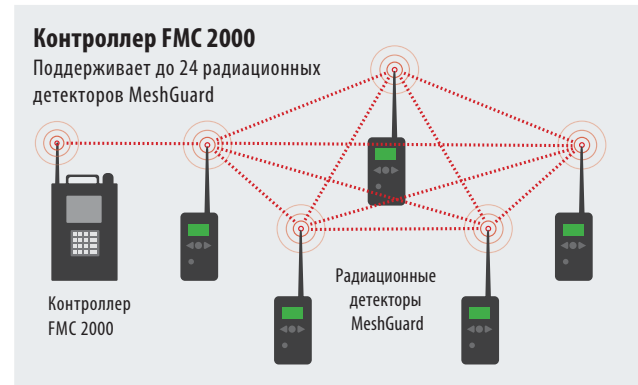 Контроллер FMC 2000
Поддерживает до 24 радиационных
детекторов MeshGuard
Контроллер
FMC 2000
Радиационные
детекторы
MeshGuard